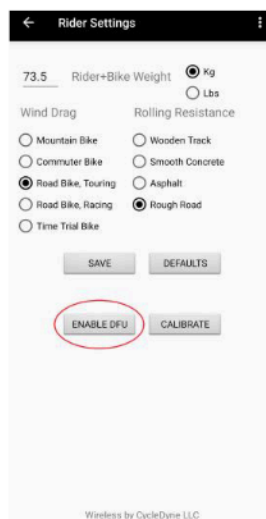 Rider Settings
73.5 Rider+Bike Weight Kg
Lbs
Wind Drag Rolling Resistance
Mountain Bike Wooden Track
Commuter Bike Smooth Concrete
Road Bike, Touring Asphalt
Road Bike, Racing Rough Road
Time Trial Bike
SAVE DEFAULTS
ENABLE DFU CALIBRATE
Wireless by CycleDyne LLC